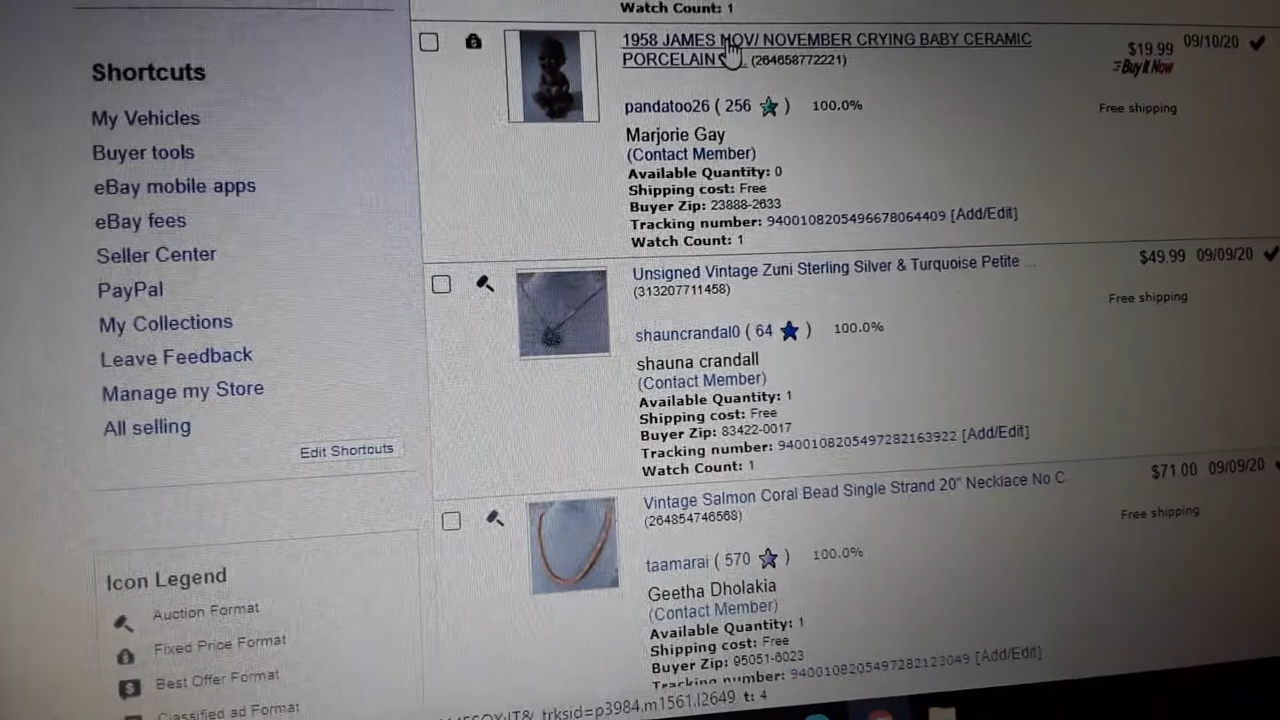 Watch Count: 1
Shortcuts
My Vehicles
Buyer tools
eBay mobile apps
eBay fees
Seller Center
PayPal
My Collections
Leave Feedback
Manage my Store
All selling
Edit Shortcuts
Icon Legend
Auction Format
Fixed Price Format
Best Offer Format
Classified ad Format
1958 JAMES MOV/ NOVEMBER CRYING BABY CERAMIC
PORCELAIN (264658772221)
$19.99 09/10/20
Buy It Now
Free shipping
pandatoo26 ( 256 ) 100.0%
Marjorie Gay
(Contact Member)
Available Quantity: 0
Shipping cost: Free
Buyer Zip: 23888-2633
Tracking number: 9400108205496678064409 [Add/Edit]
Watch Count: 1
Unsigned Vintage Zuni Sterling Silver & Turquoise Petite ...
(313207711458)
$49.99 09/09/20
Free shipping
shauncrandal0 ( 64 ) 100.0%
shauna crandall
(Contact Member)
Available Quantity: 1
Shipping cost: Free
Buyer Zip: 83422-0017
Tracking number: 9400108205497282163922 [Add/Edit]
Watch Count: 1
Vintage Salmon Coral Bead Single Strand 20" Necklace No C
(264854746568)
$71.00 09/09/20
Free shipping
taamarai ( 570 ) 100.0%
Geetha Dholakia
(Contact Member)
Available Quantity: 1
Shipping cost: Free
Buyer Zip: 95051-6023
Tracking number: 9400108205497282123049 [Add/Edit]
trksid=p3984.m1561.l2649 t: 4